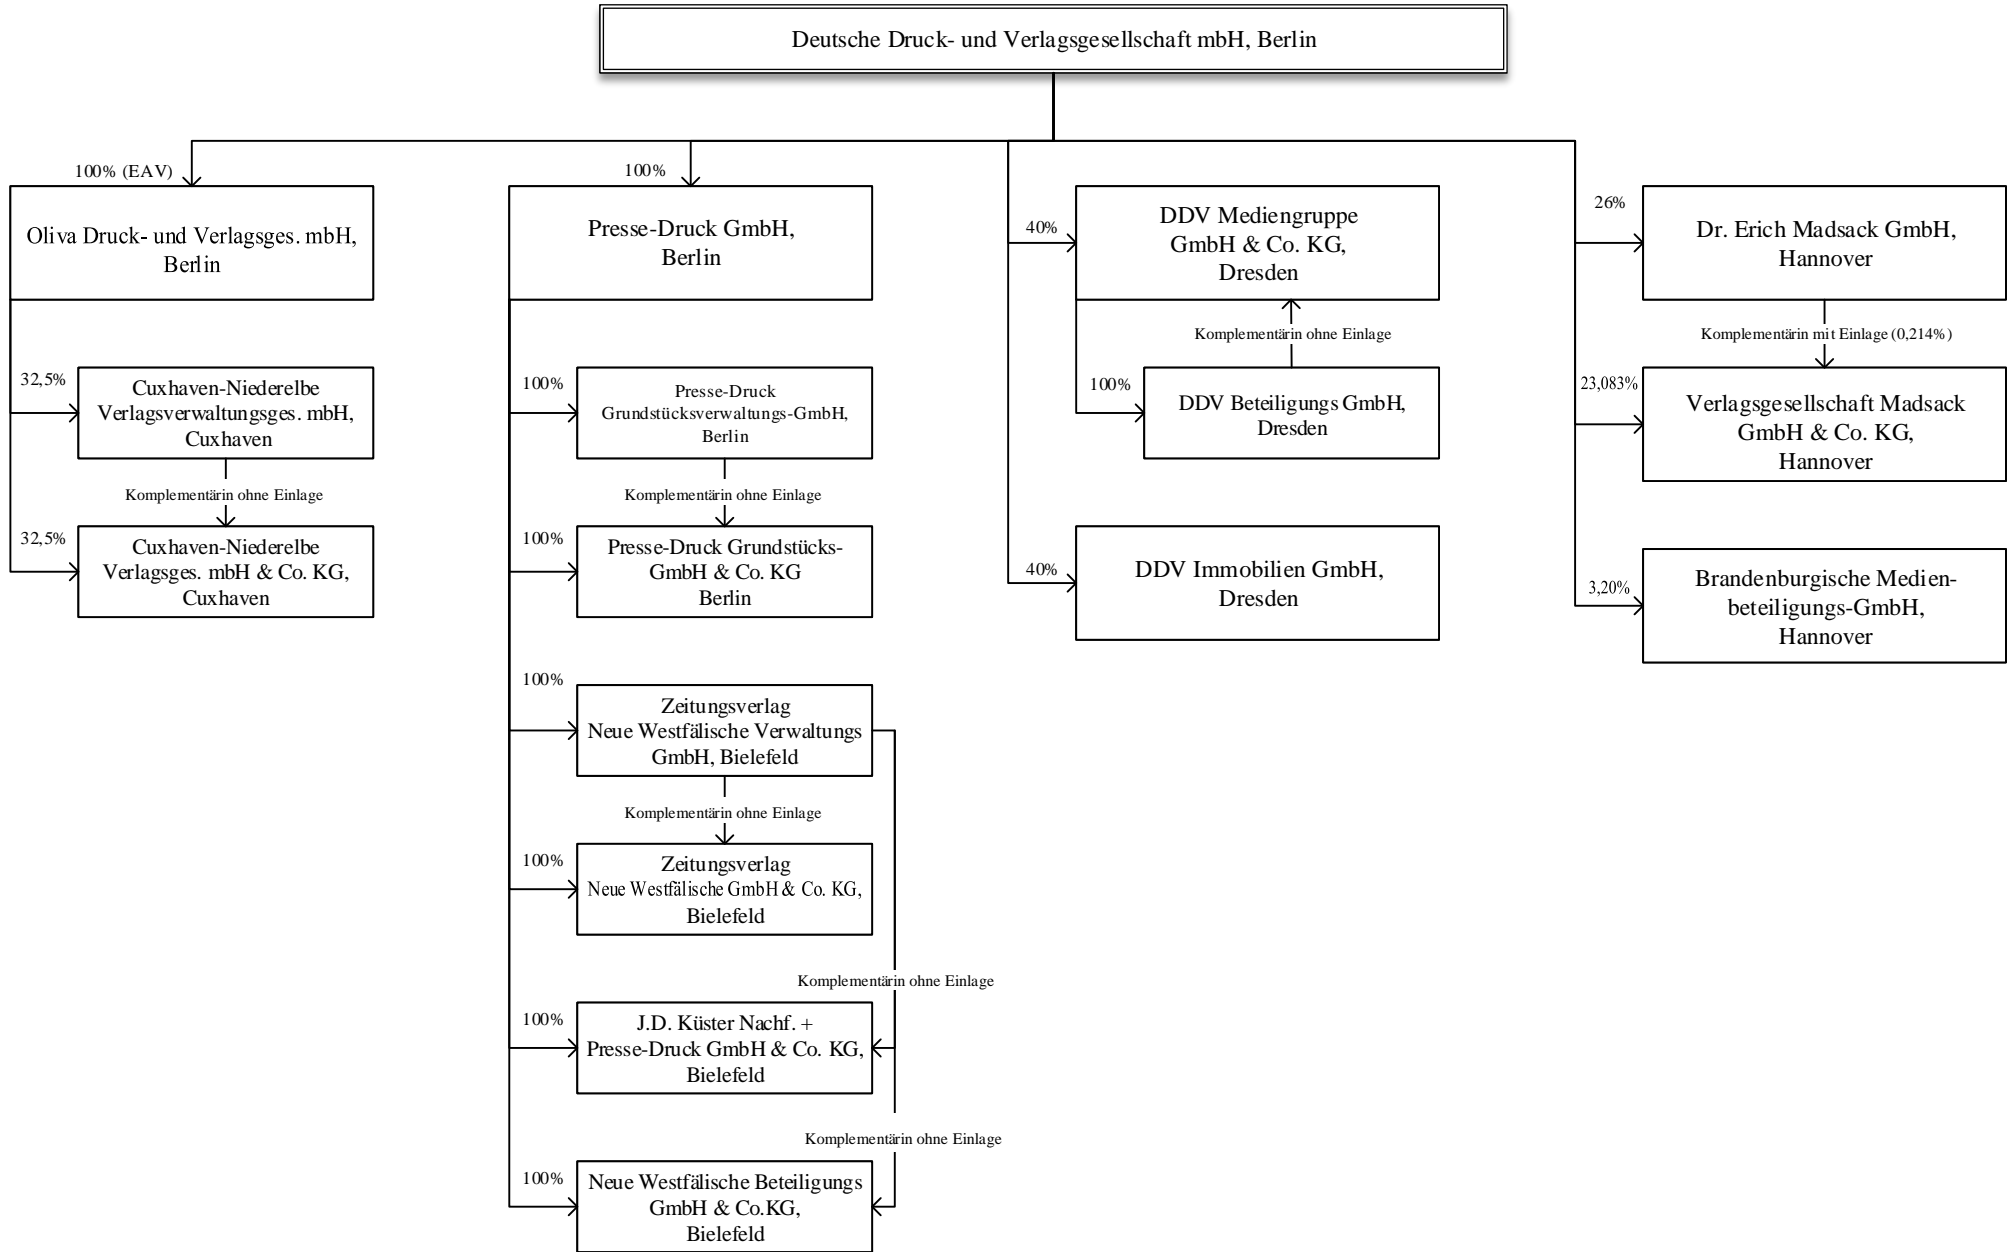 Deutsche Druck- und Verlagsgesellschaft mbH, Berlin
100% (EAV)
Oliva Druck- und Verlagsges. mbH,
Berlin
32,5%
Cuxhaven-Niederelbe
Verlagsverwaltungsges. mbH,
Cuxhaven
Komplementärin ohne Einlage
32,5%
Cuxhaven-Niederelbe
Verlagsges. mbH & Co. KG,
Cuxhaven
100%
Presse-Druck GmbH,
Berlin
100%
Presse-Druck
Grundstücksverwaltungs-GmbH,
Berlin
Komplementärin ohne Einlage
100%
Presse-Druck Grundstücks-
GmbH & Co. KG
Berlin
100%
Zeitungsverlag
Neue Westfälische Verwaltungs
GmbH, Bielefeld
Komplementärin ohne Einlage
100%
Zeitungsverlag
Neue Westfälische GmbH & Co. KG,
Bielefeld
Komplementärin ohne Einlage
100%
J.D. Küster Nachf. +
Presse-Druck GmbH & Co. KG,
Bielefeld
Komplementärin ohne Einlage
100%
Neue Westfälische Beteiligungs
GmbH & Co.KG,
Bielefeld
40%
DDV Mediengruppe
GmbH & Co. KG,
Dresden
Komplementärin ohne Einlage
100%
DDV Beteiligungs GmbH,
Dresden
40%
DDV Immobilien GmbH,
Dresden
26%
Dr. Erich Madsack GmbH,
Hannover
Komplementärin mit Einlage (0,214%)
23,083%
Verlagsgesellschaft Madsack
GmbH & Co. KG,
Hannover
3,20%
Brandenburgische Medien-
beteiligungs-GmbH,
Hannover